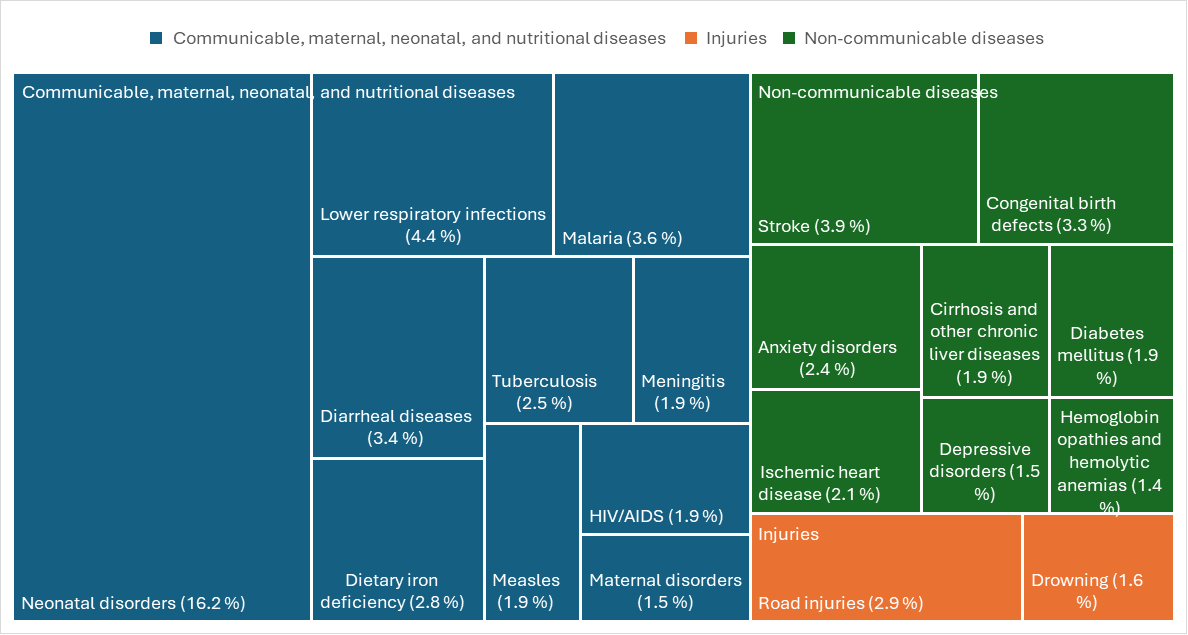 Communicable, maternal, neonatal, and nutritional diseases
Injuries
Non-communicable diseases
Communicable, maternal, neonatal, and nutritional diseases
Neonatal disorders (16.2 %)
Lower respiratory infections
(4.4 %)
Malaria (3.6 %)
Diarrheal diseases
(3.4 %)
Tuberculosis
(2.5 %)
Meningitis
(1.9 %)
Dietary iron
deficiency (2.8 %)
Measles
(1.9 %)
HIV/AIDS (1.9 %)
Maternal disorders
(1.5 %)
Non-communicable diseases
Stroke (3.9 %)
Congenital birth
defects (3.3 %)
Anxiety disorders
(2.4 %)
Cirrhosis and
other chronic
liver diseases
(1.9 %)
Diabetes
mellitus (1.9
%)
Ischemic heart
disease (2.1 %)
Depressive
disorders (1.5
%)
Hemoglobin
opathies and
hemolytic
anemias (1.4
%)
Injuries
Road injuries (2.9 %)
Drowning (1.6
%)